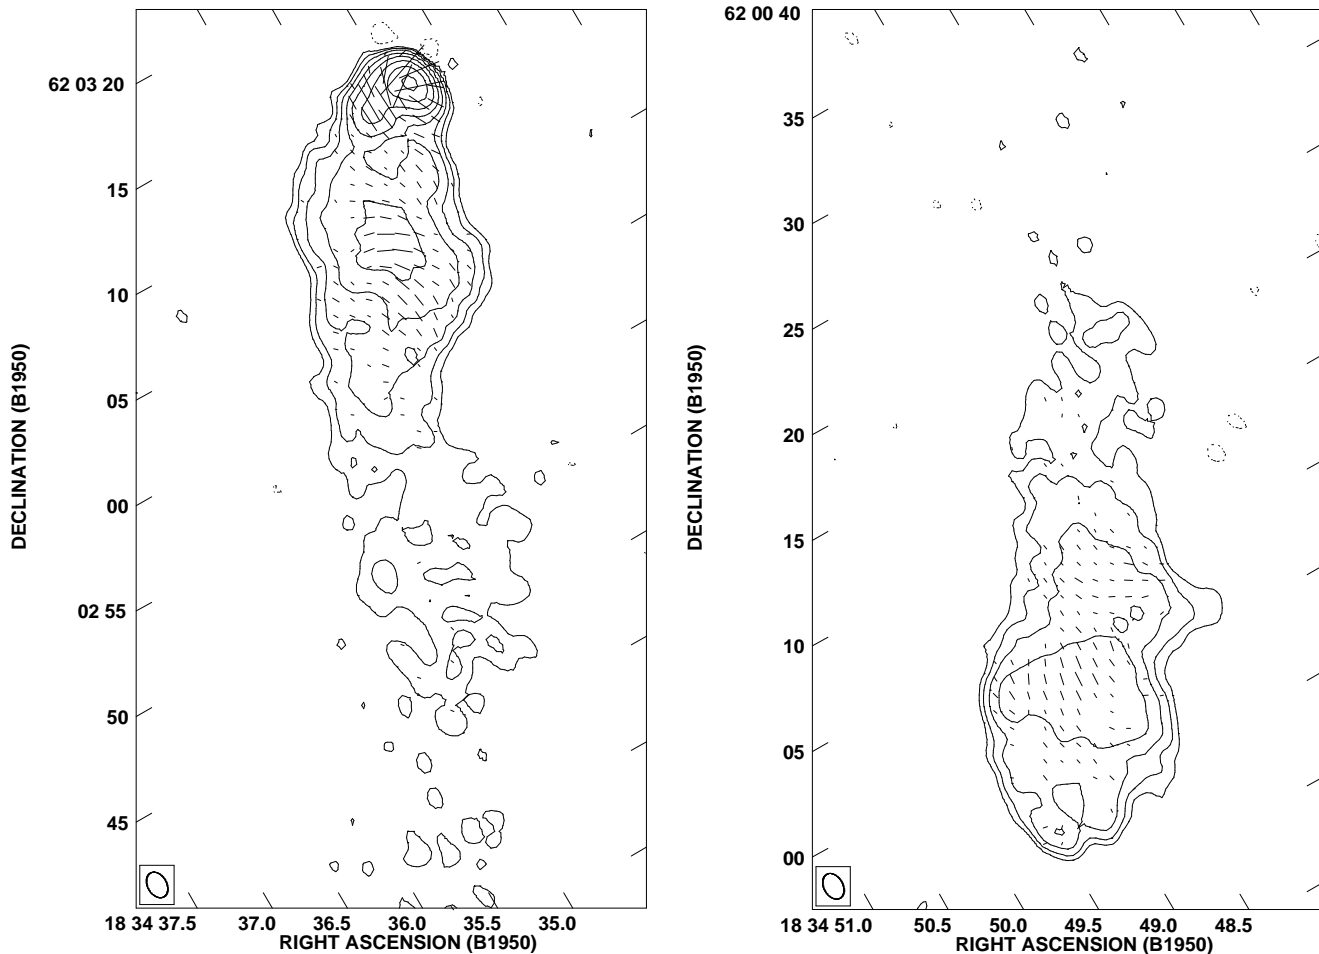 62 03 20
15
10
05
00
02 55
50
45
18 34 37.5 37.0 36.5 36.0 35.5 35.0
RIGHT ASCENSION (B1950)
DECLINATION (B1950)
62 00 40
35
30
25
20
15
10
05
00
18 34 51.0 50.5 50.0 49.5 49.0 48.5
RIGHT ASCENSION (B1950)
DECLINATION (B1950)